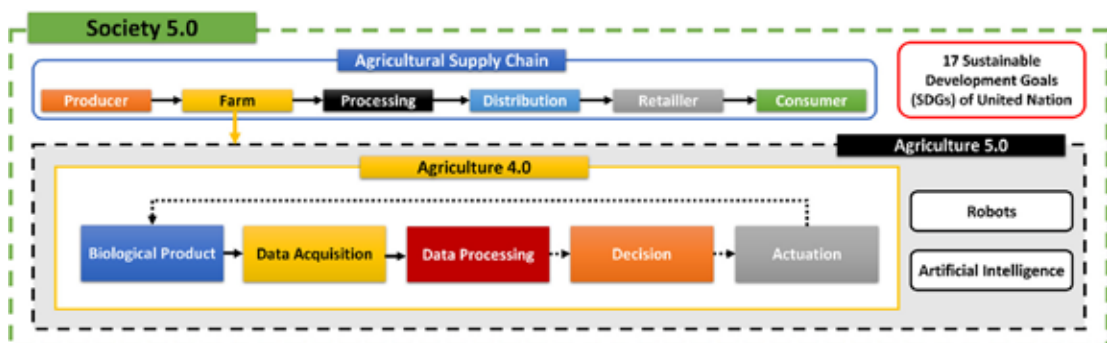 Society 5.0
Agricultural Supply Chain
Producer
Farm
Processing
Distribution
Retailler
Consumer
17 Sustainable
Development Goals
(SDGs) of United Nation
Agriculture 5.0
Agriculture 4.0
Biological Product
Data Acquisition
Data Processing
Decision
Actuation
Robots
Artificial Intelligence